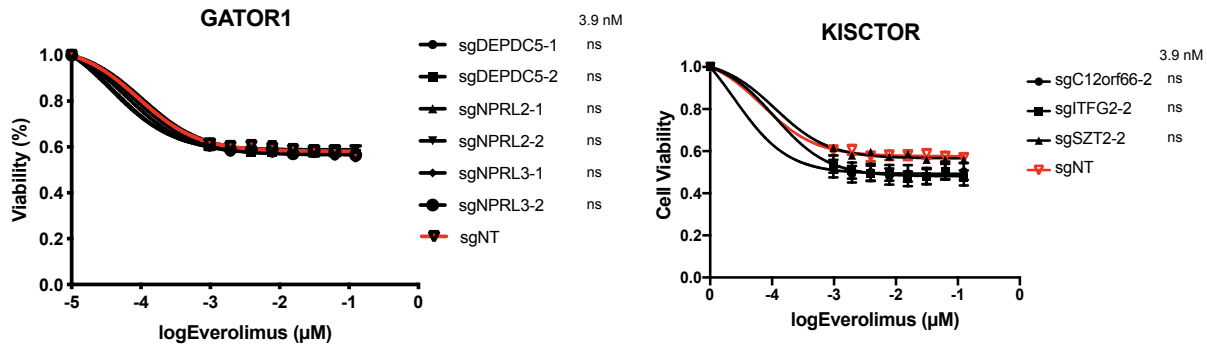 GATOR1
3.9 nM
Viability (%)
1.0
0.8
0.6
0.4
0.2
0.0
-5
-4
-3
-2
-1
0
logEverolimus (µM)
sgDEPDC5-1 ns
sgDEPDC5-2 ns
sgNPRL2-1 ns
sgNPRL2-2 ns
sgNPRL3-1 ns
sgNPRL3-2 ns
sgNT
KISCTOR
3.9 nM
Cell Viability
1.0
0.8
0.6
0.4
0.2
0.0
0
-4
-3
-2
-1
0
logEverolimus (µM)
sgC12orf66-2 ns
sgITFG2-2 ns
sgSZT2-2 ns
sgNT